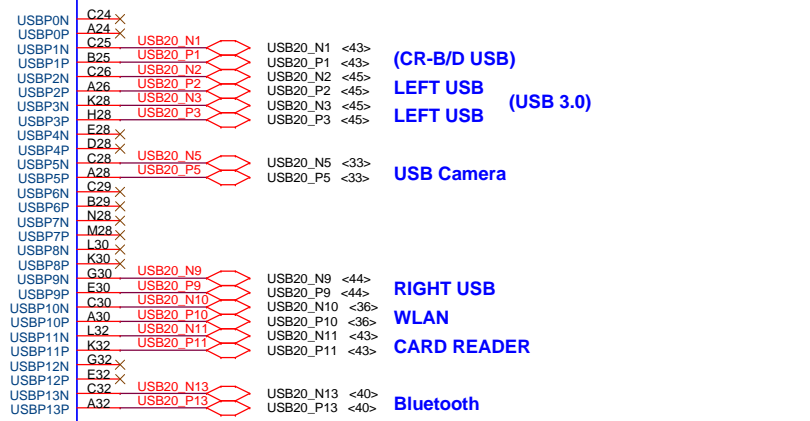 USBP0N C24
USBP0P A24
USBP1N C25 USB20_N1 USB20_N1 <43>
USBP1P B25 USB20_P1 USB20_P1 <43> (CR-B/D USB)
USBP2N C26 USB20_N2 USB20_N2 <45>
USBP2P A26 USB20_P2 USB20_P2 <45> LEFT USB
USBP3N K28 USB20_N3 USB20_N3 <45> (USB 3.0)
USBP3P H28 USB20_P3 USB20_P3 <45> LEFT USB
USBP4N E28
USBP4P D28
USBP5N C28 USB20_N5 USB20_N5 <33>
USBP5P A28 USB20_P5 USB20_P5 <33> USB Camera
USBP6N C29
USBP6P B29
USBP7N N28
USBP7P M28
USBP8N L30
USBP8P K30
USBP9N G30 USB20_N9 USB20_N9 <44>
USBP9P E30 USB20_P9 USB20_P9 <44> RIGHT USB
USBP10N C30 USB20_N10 USB20_N10 <36>
USBP10P A30 USB20_P10 USB20_P10 <36> WLAN
USBP11N L32 USB20_N11 USB20_N11 <43>
USBP11P K32 USB20_P11 USB20_P11 <43> CARD READER
USBP12N G32
USBP12P E32
USBP13N C32 USB20_N13 USB20_N13 <40>
USBP13P A32 USB20_P13 USB20_P13 <40> Bluetooth